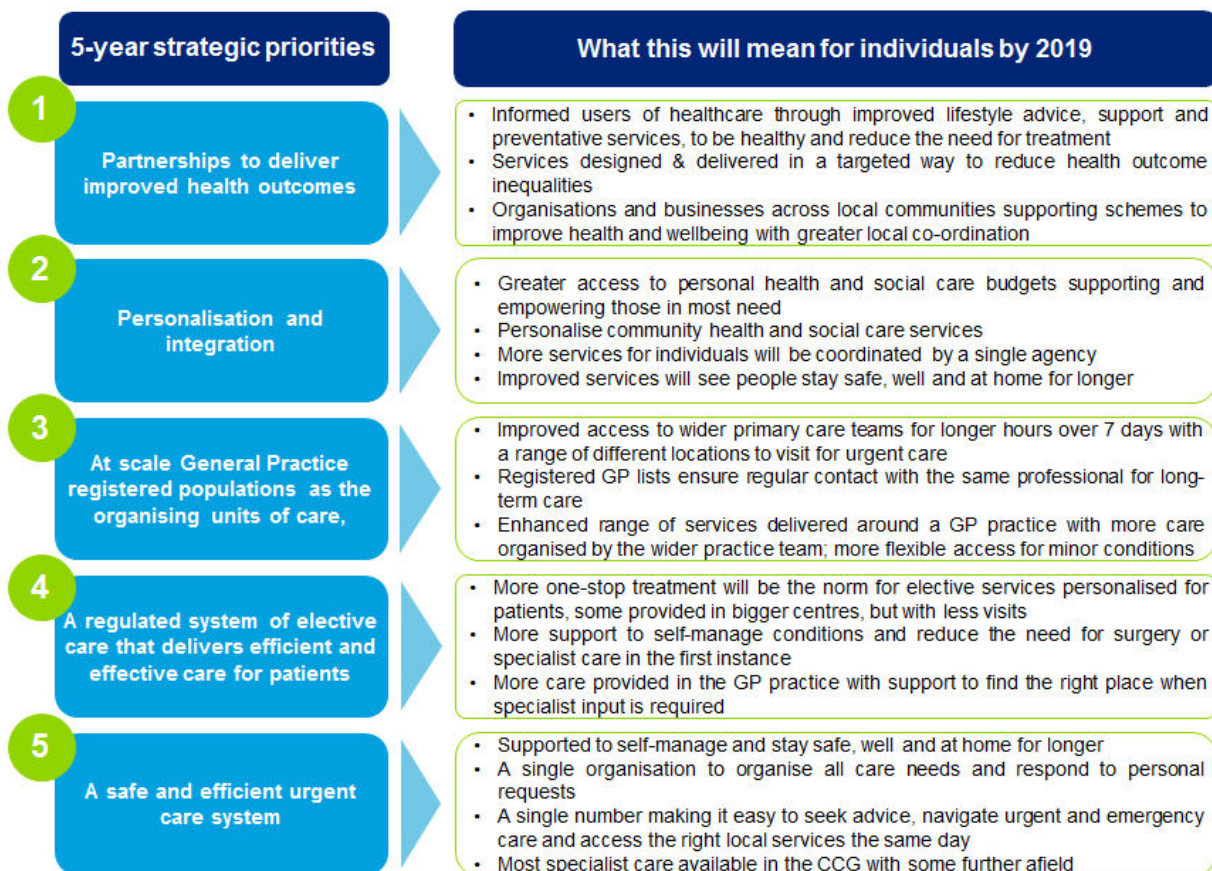 5-year strategic priorities
What this will mean for individuals by 2019
1
Partnerships to deliver
improved health outcomes
• Informed users of healthcare through improved lifestyle advice, support and
preventative services, to be healthy and reduce the need for treatment
• Services designed & delivered in a targeted way to reduce health outcome
inequalities
• Organisations and businesses across local communities supporting schemes to
improve health and wellbeing with greater local co-ordination
2
Personalisation and
integration
• Greater access to personal health and social care budgets supporting and
empowering those in most need
• Personalise community health and social care services
• More services for individuals will be coordinated by a single agency
• Improved services will see people stay safe, well and at home for longer
3
At scale General Practice
registered populations as the
organising units of care,
• Improved access to wider primary care teams for longer hours over 7 days with
a range of different locations to visit for urgent care
• Registered GP lists ensure regular contact with the same professional for long-
term care
• Enhanced range of services delivered around a GP practice with more care
organised by the wider practice team; more flexible access for minor conditions
4
A regulated system of elective
care that delivers efficient and
effective care for patients
• More one-stop treatment will be the norm for elective services personalised for
patients, some provided in bigger centres, but with less visits
• More support to self-manage conditions and reduce the need for surgery or
specialist care in the first instance
• More care provided in the GP practice with support to find the right place when
specialist input is required
5
A safe and efficient urgent
care system
• Supported to self-manage and stay safe, well and at home for longer
• A single organisation to organise all care needs and respond to personal
requests
• A single number making it easy to seek advice, navigate urgent and emergency
care and access the right local services the same day
• Most specialist care available in the CCG with some further afield